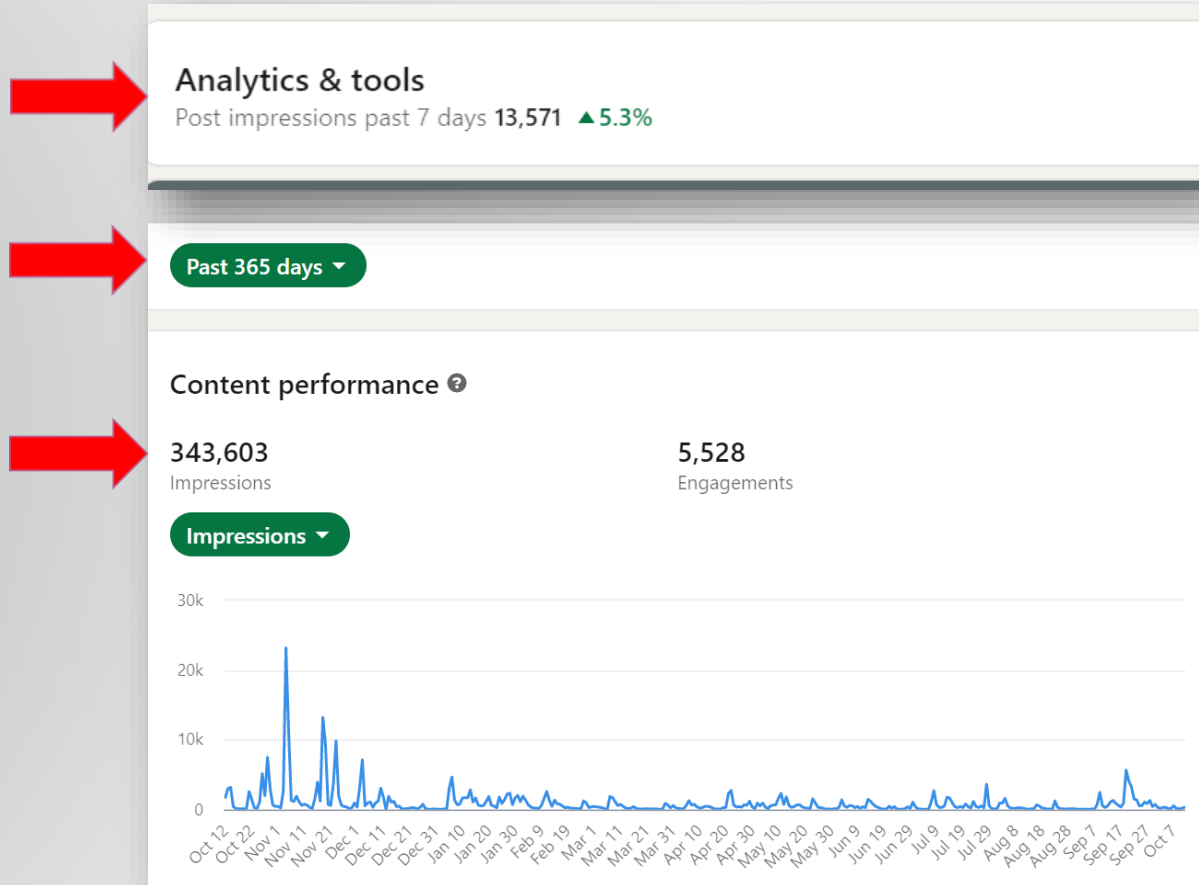 Analytics & tools
Post impressions past 7 days 13,571 ▲5.3%
Past 365 days
Content performance ?
343,603 5,528
Impressions Engagements
Impressions
30k
20k
10k
0
Oct 12 Oct 22 Nov 1 Nov 11 Nov 21 Dec 1 Dec 11 Dec 21 Dec 31 Jan 10 Jan 20 Jan 30 Feb 9 Feb 19 Mar 1 Mar 11 Mar 21 Mar 31 Apr 10 Apr 20 Apr 30 May 10 May 20 May 30 Jun 9 Jun 19 Jun 29 Jul 9 Jul 19 Jul 29 Aug 8 Aug 18 Aug 28 Sep 7 Sep 17 Sep 27 Oct 7